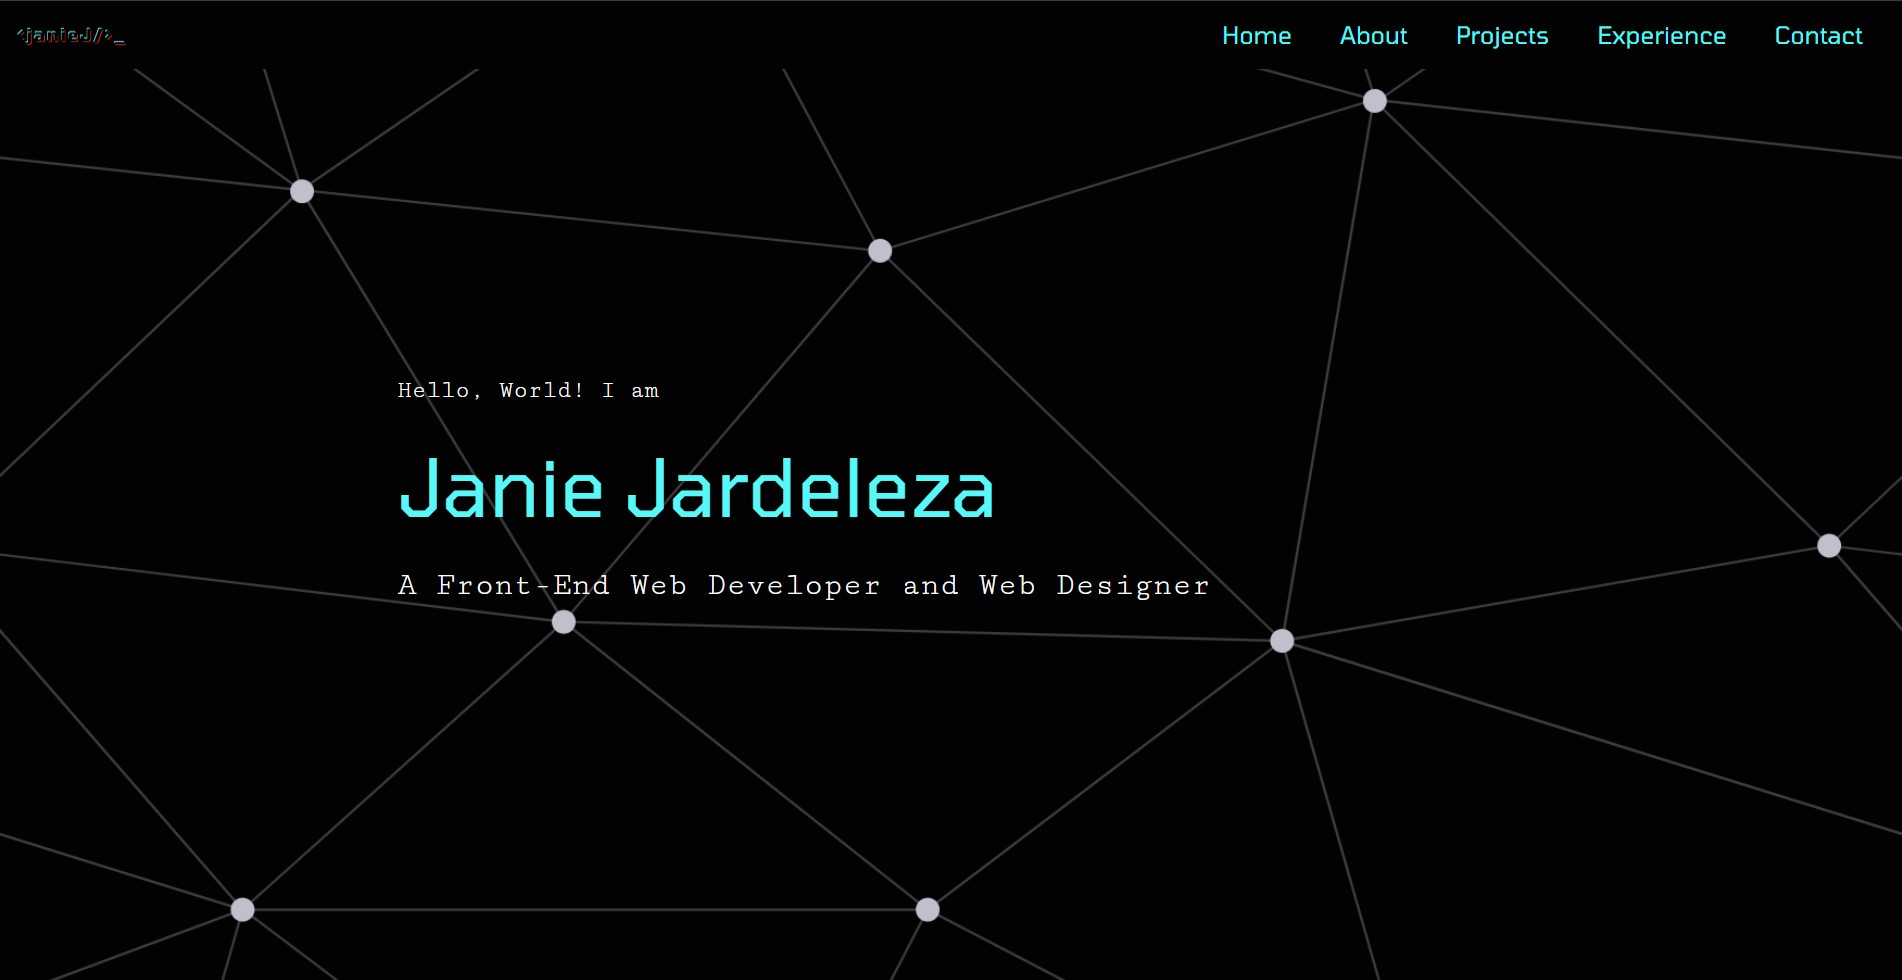 <janieJ/>_
Home About Projects Experience Contact
Hello, World! I am
Janie Jardeleza
A Front-End Web Developer and Web Designer